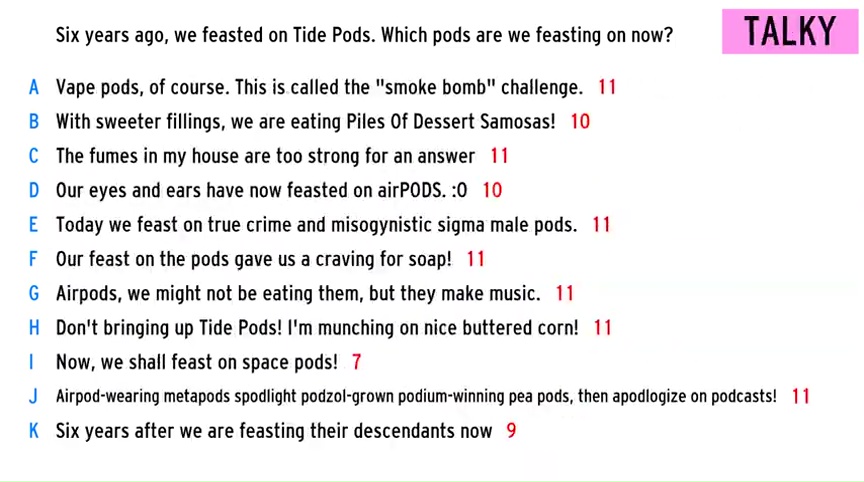 Six years ago, we feasted on Tide Pods. Which pods are we feasting on now?
TALKY
A Vape pods, of course. This is called the "smoke bomb" challenge. 11
B With sweeter fillings, we are eating Piles Of Dessert Samosas! 10
C The fumes in my house are too strong for an answer 11
D Our eyes and ears have now feasted on airPODS. :O 10
E Today we feast on true crime and misogynistic sigma male pods. 11
F Our feast on the pods gave us a craving for soap! 11
G Airpods, we might not be eating them, but they make music. 11
H Don't bringing up Tide Pods! I'm munching on nice buttered corn! 11
I Now, we shall feast on space pods! 7
J Airpod-wearing metapods spodlight podzol-grown podium-winning pea pods, then apodlogize on podcasts! 11
K Six years after we are feasting their descendants now 9